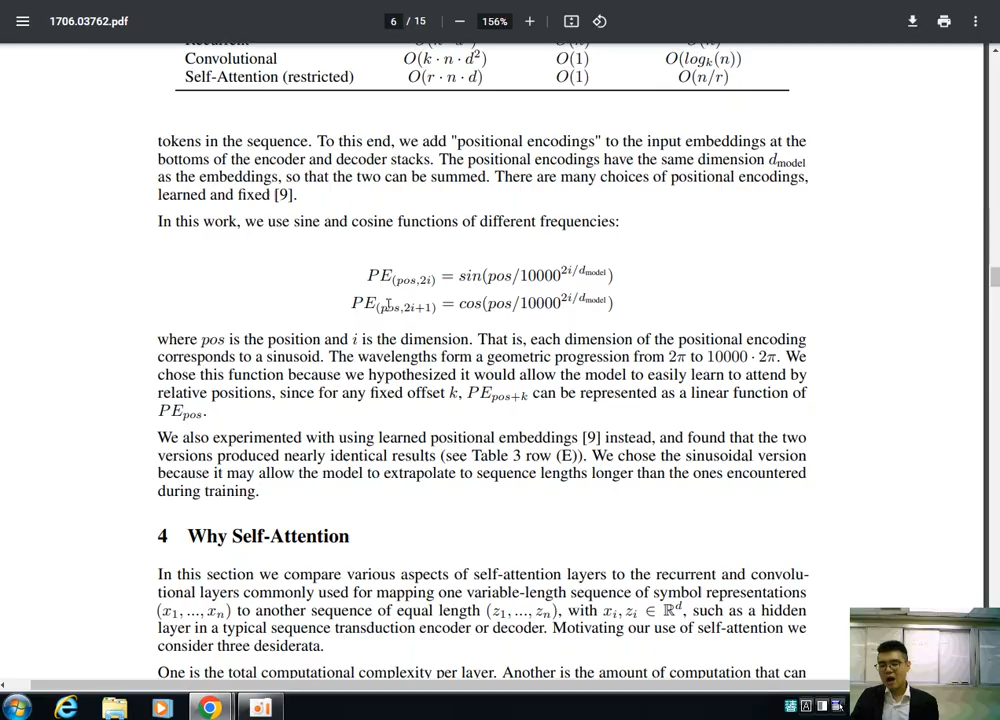 1706.03762.pdf
6 / 15
156%
Recurrent
Convolutional O(k · n · d²) O(1) O(logₖ(n))
Self-Attention (restricted) O(r · n · d) O(1) O(n/r)
tokens in the sequence. To this end, we add "positional encodings" to the input embeddings at the
bottoms of the encoder and decoder stacks. The positional encodings have the same dimension d_model
as the embeddings, so that the two can be summed. There are many choices of positional encodings,
learned and fixed [9].
In this work, we use sine and cosine functions of different frequencies:
PE_(pos,2i) = sin(pos/10000^{2i/d_model})
PE_(pos,2i+1) = cos(pos/10000^{2i/d_model})
where pos is the position and i is the dimension. That is, each dimension of the positional encoding
corresponds to a sinusoid. The wavelengths form a geometric progression from 2π to 10000 · 2π. We
chose this function because we hypothesized it would allow the model to easily learn to attend by
relative positions, since for any fixed offset k, PE_{pos+k} can be represented as a linear function of
PE_{pos}.
We also experimented with using learned positional embeddings [9] instead, and found that the two
versions produced nearly identical results (see Table 3 row (E)). We chose the sinusoidal version
because it may allow the model to extrapolate to sequence lengths longer than the ones encountered
during training.
4 Why Self-Attention
In this section we compare various aspects of self-attention layers to the recurrent and convolu-
tional layers commonly used for mapping one variable-length sequence of symbol representations
(x₁, ..., xₙ) to another sequence of equal length (z₁, ..., zₙ), with xᵢ, zᵢ ∈ ℝᵈ, such as a hidden
layer in a typical sequence transduction encoder or decoder. Motivating our use of self-attention we
consider three desiderata.
One is the total computational complexity per layer. Another is the amount of computation that can